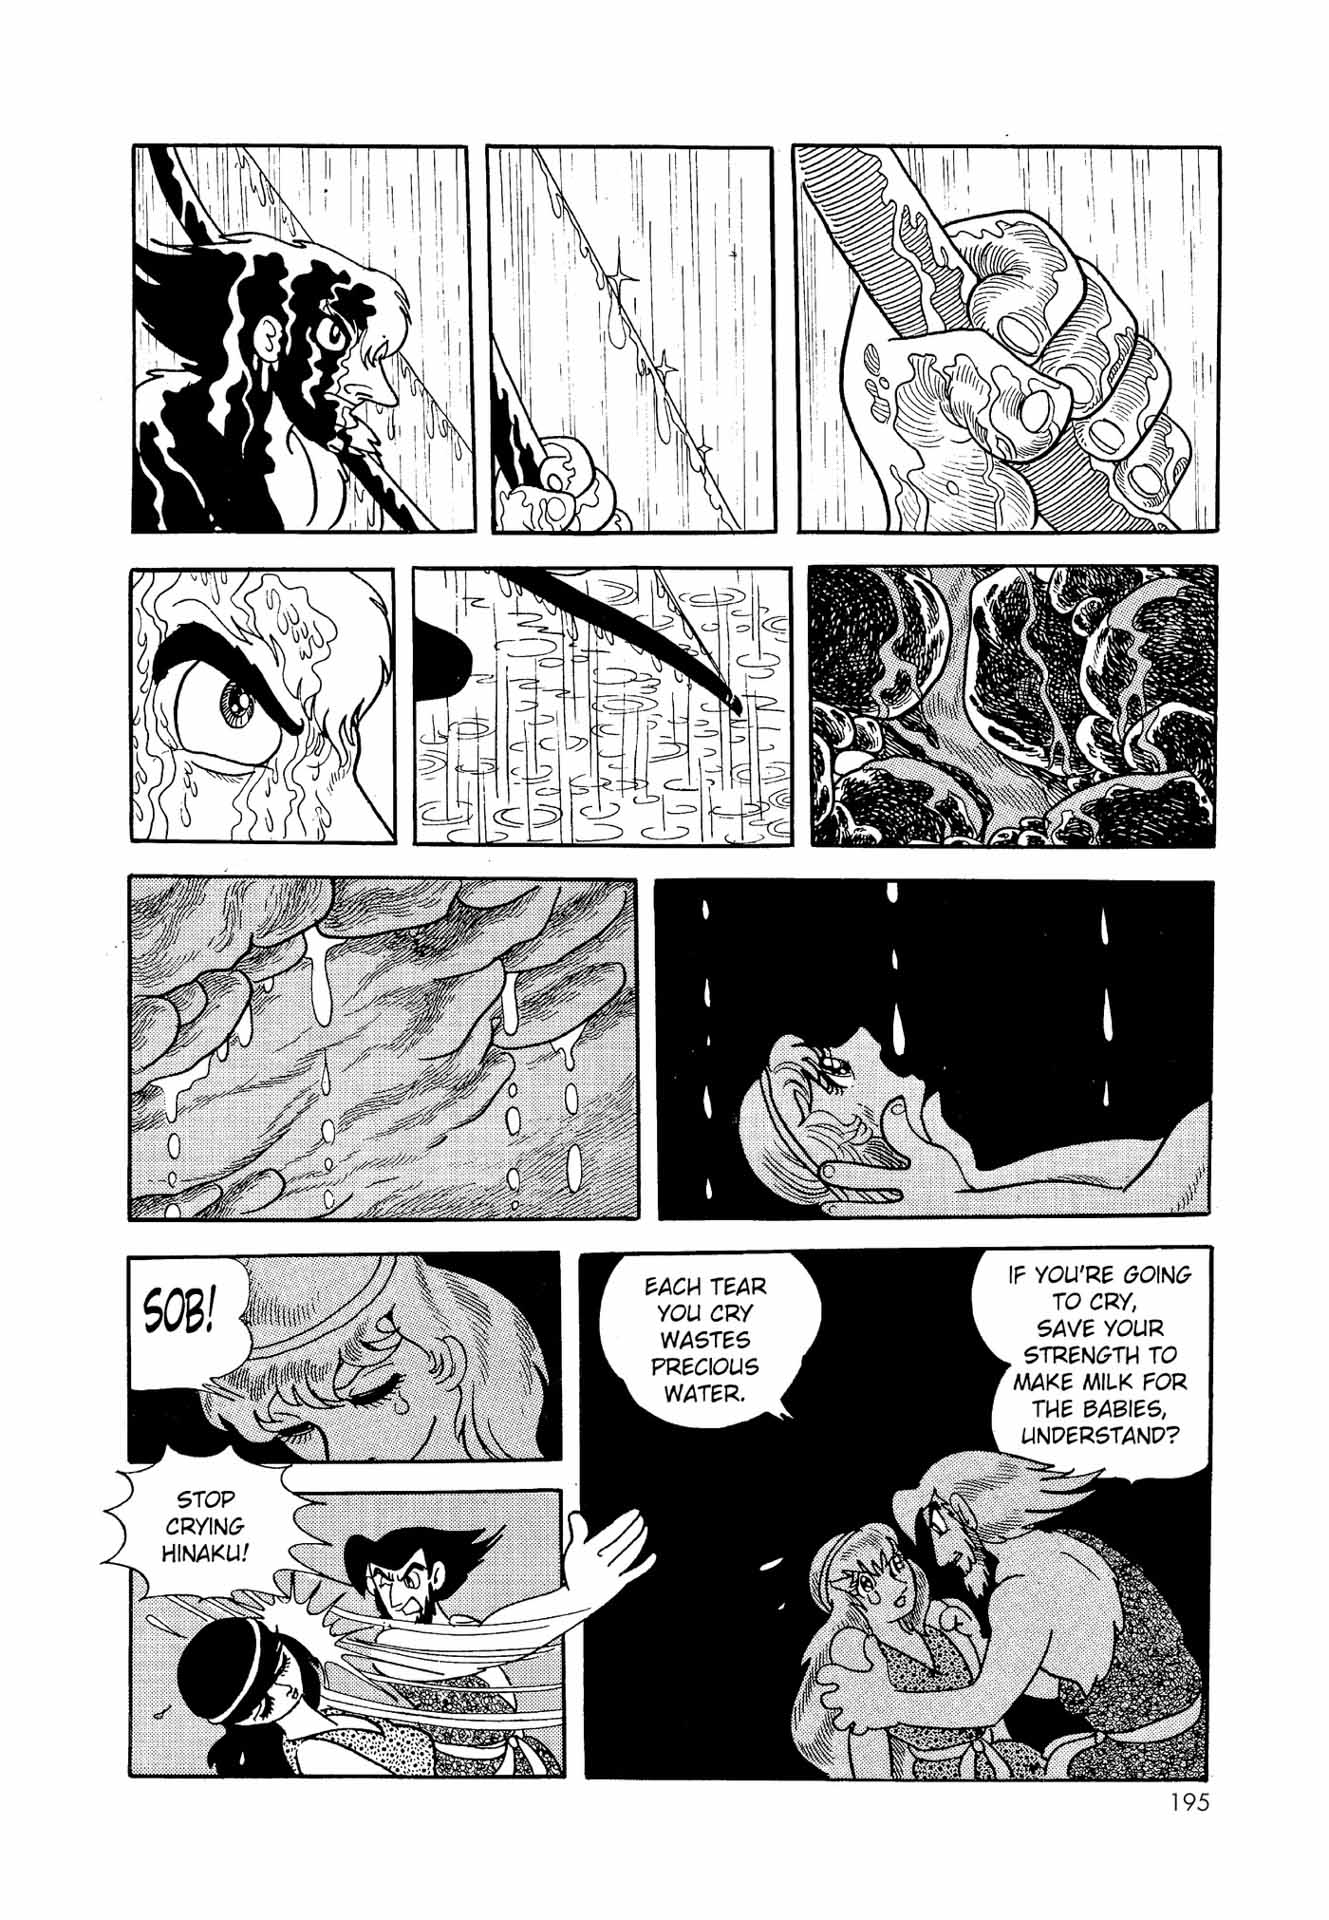 SOB!
STOP
CRYING
HINAKU!
EACH TEAR
YOU CRY
WASTES
PRECIOUS
WATER.
IF YOU'RE GOING
TO CRY,
SAVE YOUR
STRENGTH TO
MAKE MILK FOR
THE BABIES,
UNDERSTAND?
195